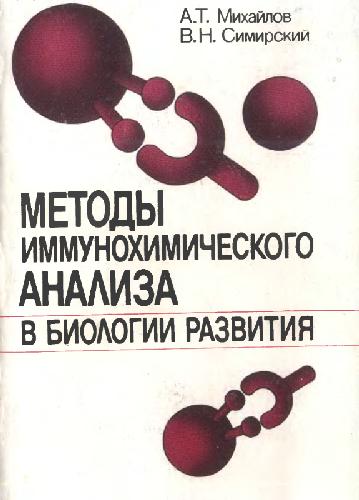 А.Т. Михайлов
В.Н. Симирский
МЕТОДЫ
ИММУНОХИМИЧЕСКОГО
АНАЛИЗА
В БИОЛОГИИ РАЗВИТИЯ